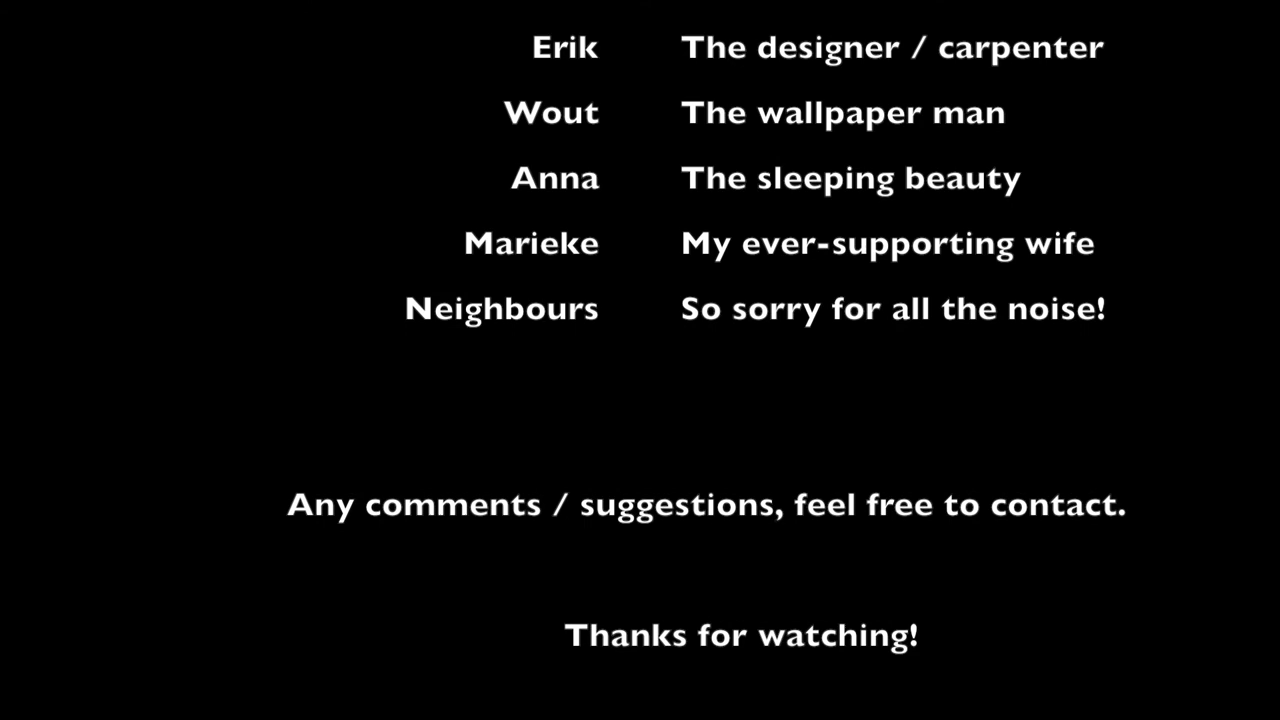 Erik The designer / carpenter
Wout The wallpaper man
Anna The sleeping beauty
Marieke My ever-supporting wife
Neighbours So sorry for all the noise!
Any comments / suggestions, feel free to contact.
Thanks for watching!